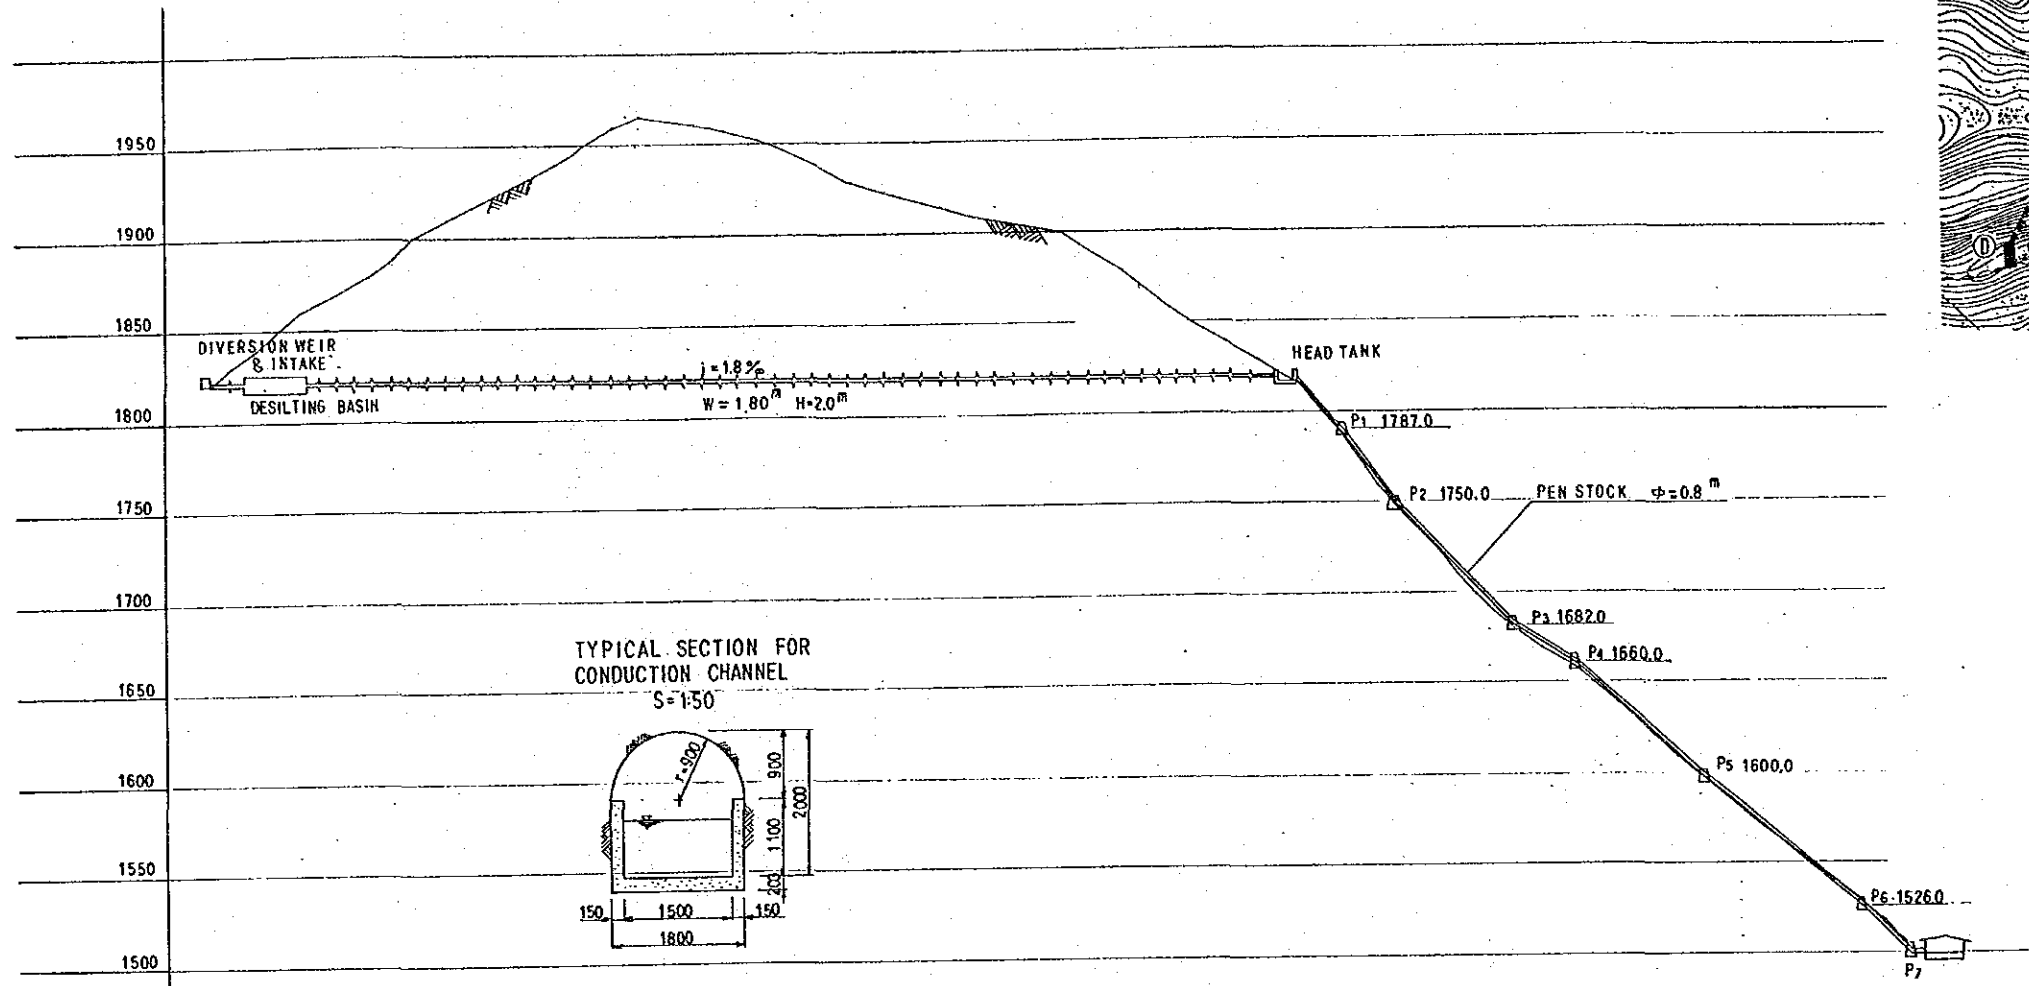 1950
1900
1850
DIVERSION WEIR
& INTAKE
DESILTING BASIN
i=1.8‰
W=1.80m H=2.0m
HEAD TANK
1800
P1 1787.0
P2 1750.0
PEN STOCK φ=0.8m
1750
1700
P3 1682.0
P4 1660.0
TYPICAL SECTION FOR
CONDUCTION CHANNEL
S=1:50
1650
r=900
900
2000
1100
P5 1600.0
1600
1550
150
1500
150
1800
P6 1526.0
1500
P7
D